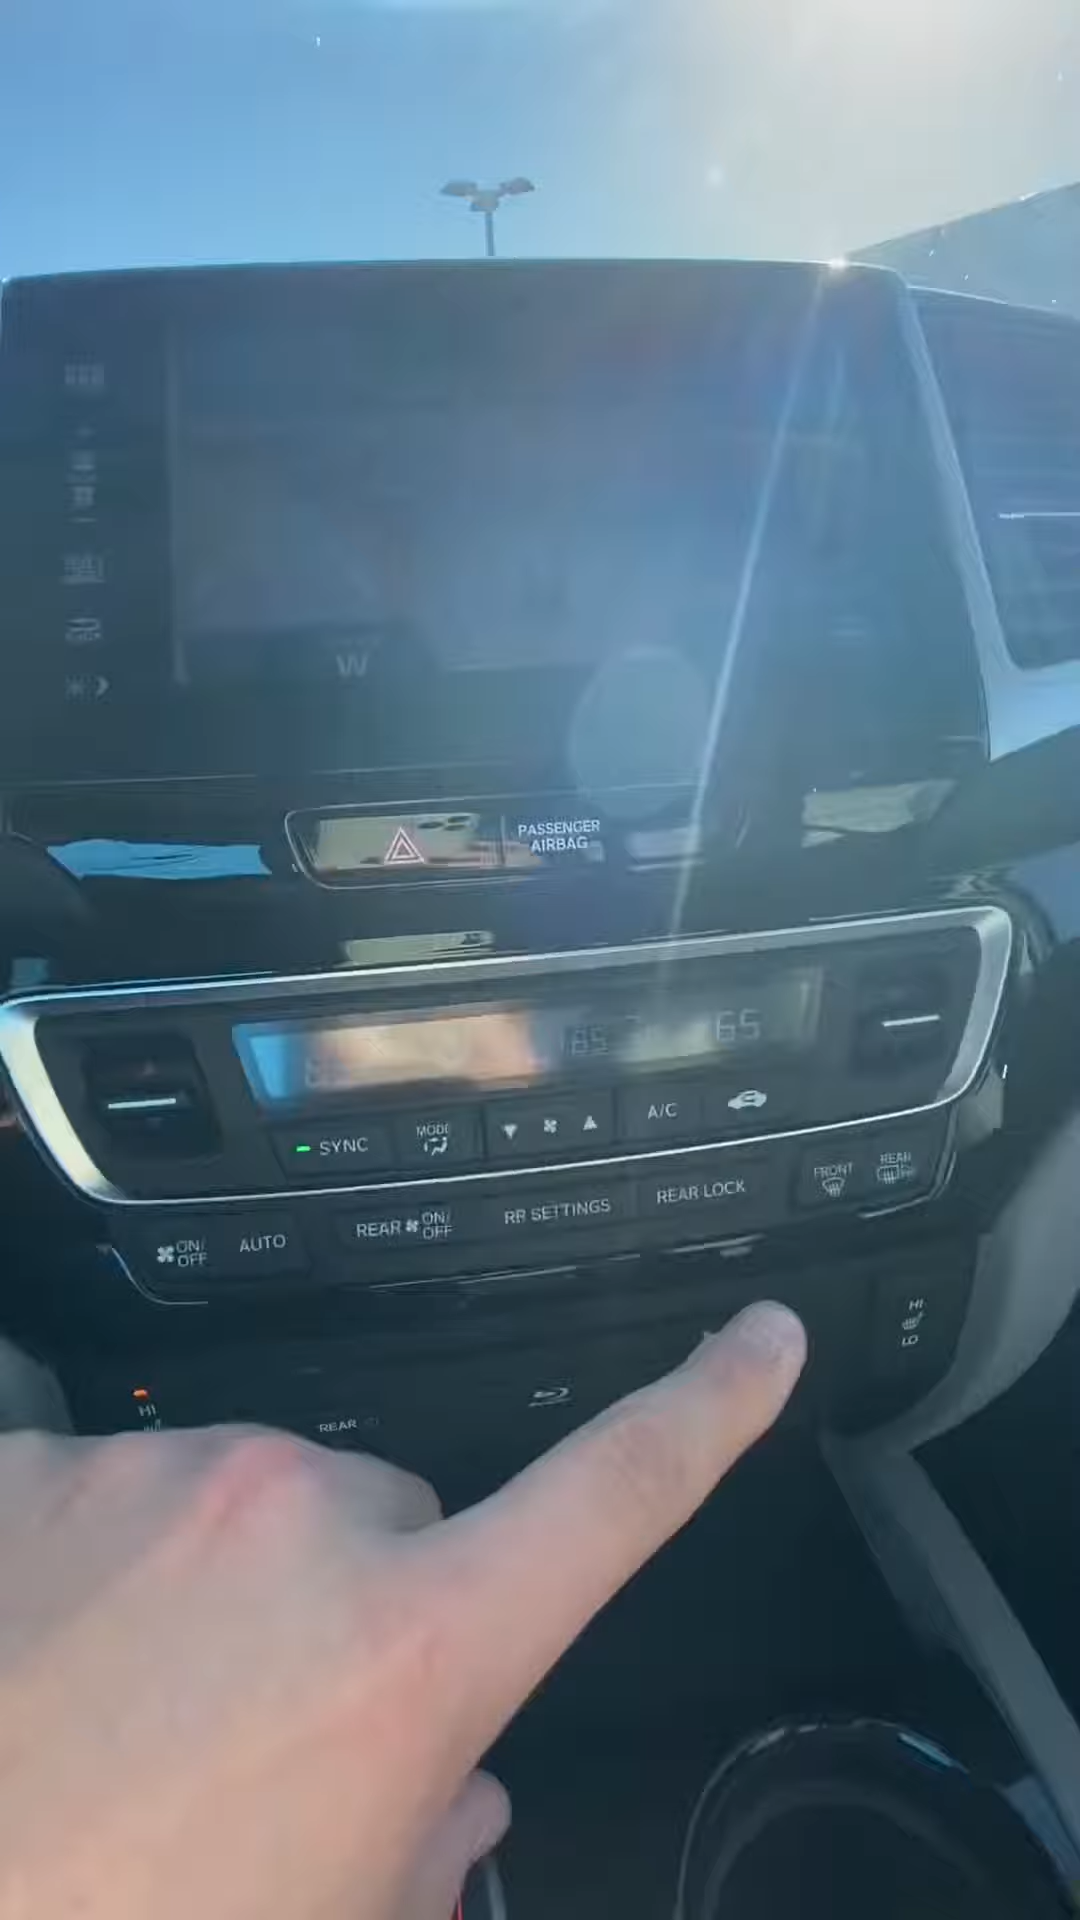 W
PASSENGER
AIRBAG
85
65
SYNC
MODE
A/C
ON/
OFF
AUTO
REAR ON/
OFF
RR SETTINGS
REAR LOCK
FRONT
REAR
HI
LO
HI
REAR